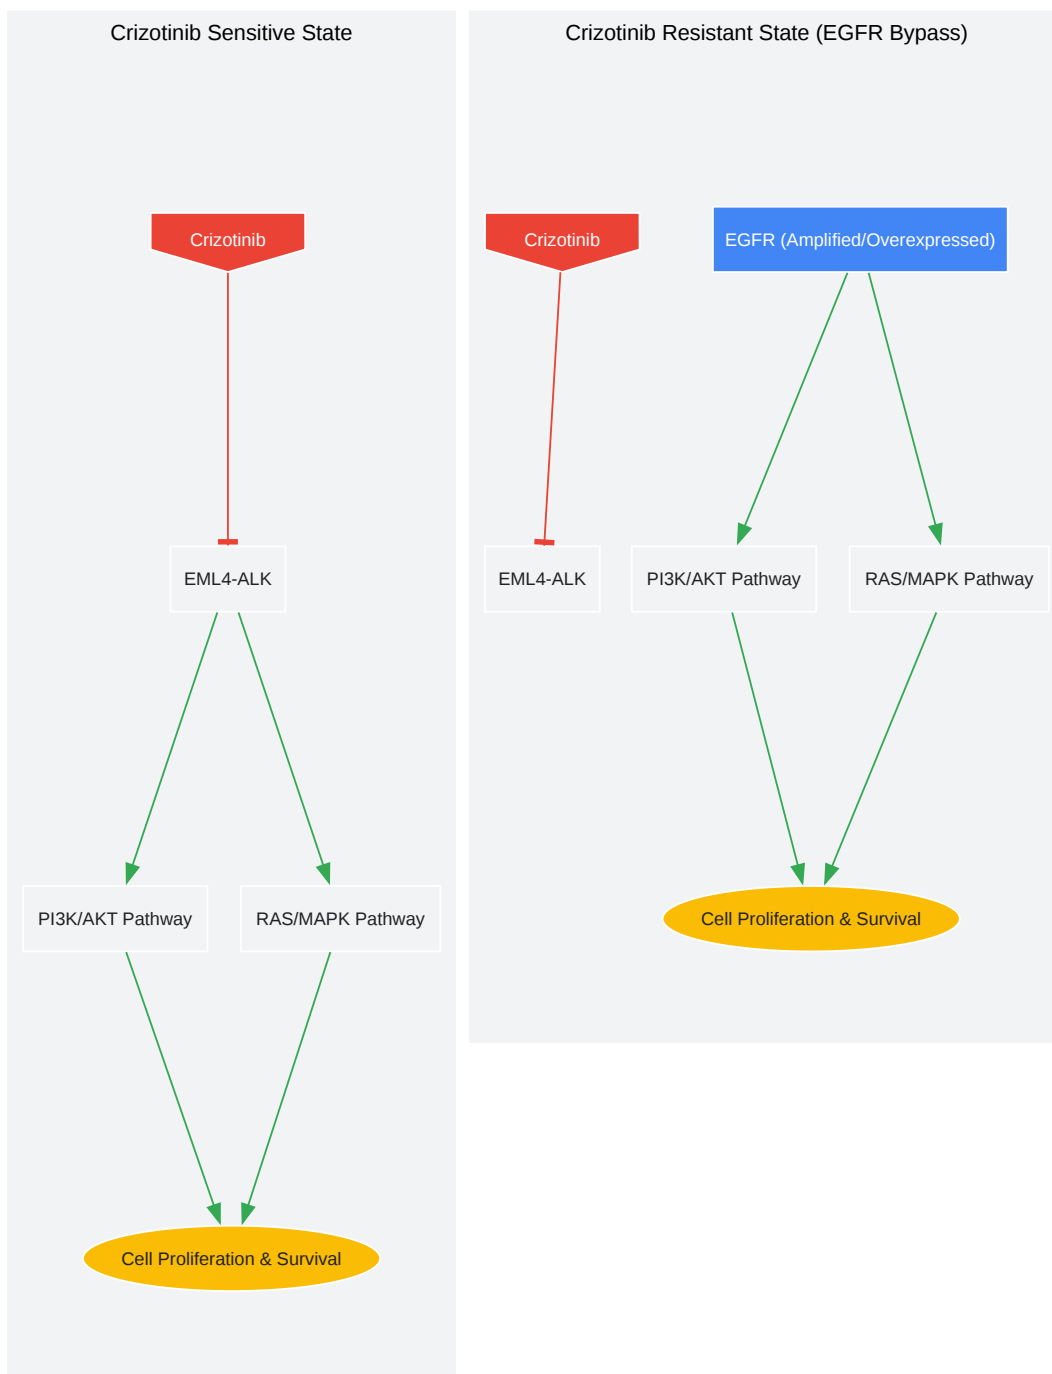 Crizotinib Sensitive State
Crizotinib
EML4-ALK
PI3K/AKT Pathway
RAS/MAPK Pathway
Cell Proliferation & Survival
Crizotinib Resistant State (EGFR Bypass)
Crizotinib
EGFR (Amplified/Overexpressed)
EML4-ALK
PI3K/AKT Pathway
RAS/MAPK Pathway
Cell Proliferation & Survival